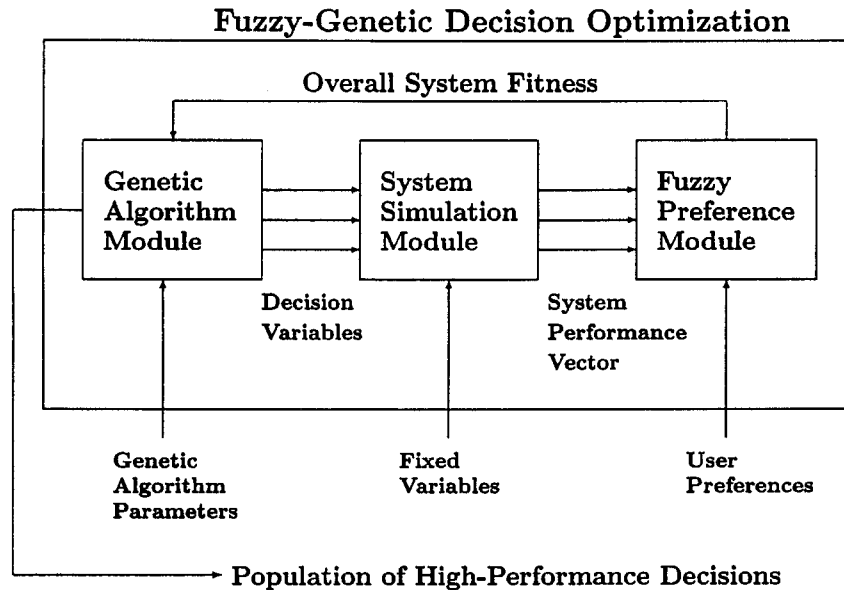 Fuzzy-Genetic Decision Optimization
Overall System Fitness
Genetic
Algorithm
Module
System
Simulation
Module
Fuzzy
Preference
Module
Decision
Variables
System
Performance
Vector
Genetic
Algorithm
Parameters
Fixed
Variables
User
Preferences
Population of High-Performance Decisions